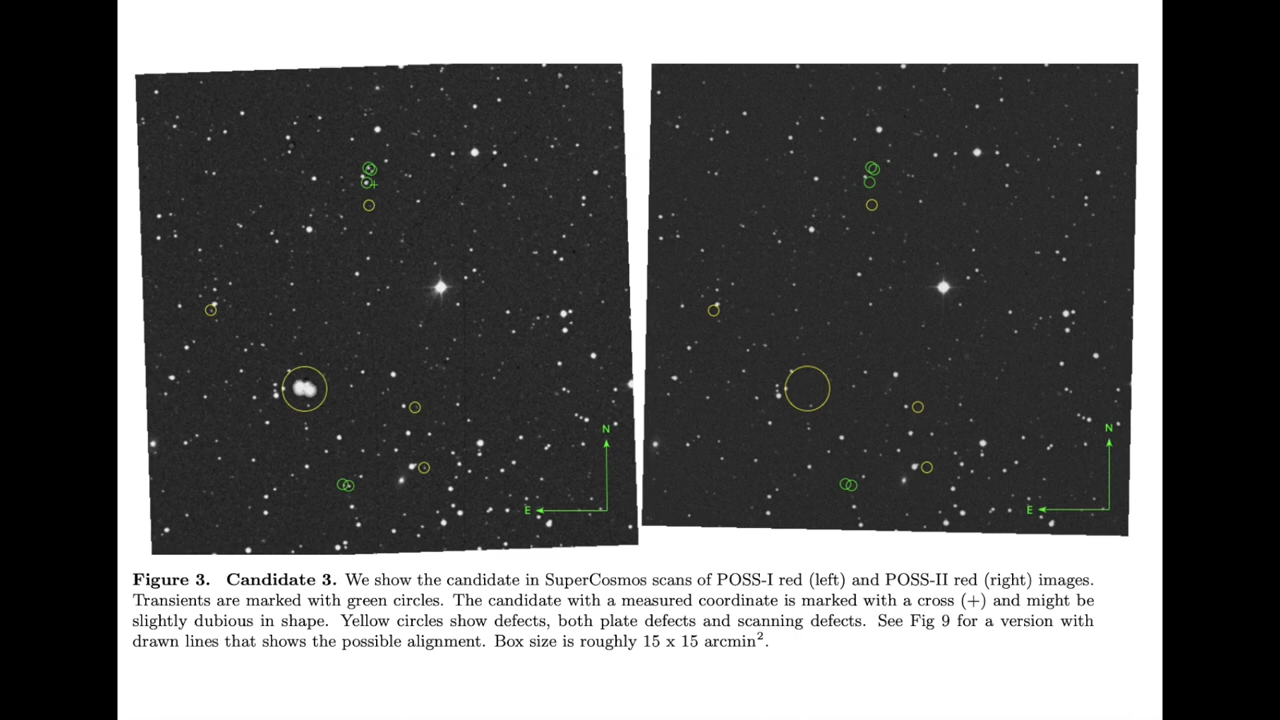 N
E
N
E
Figure 3. Candidate 3. We show the candidate in SuperCosmos scans of POSS-I red (left) and POSS-II red (right) images.
Transients are marked with green circles. The candidate with a measured coordinate is marked with a cross (+) and might be
slightly dubious in shape. Yellow circles show defects, both plate defects and scanning defects. See Fig 9 for a version with
drawn lines that shows the possible alignment. Box size is roughly 15 x 15 arcmin².